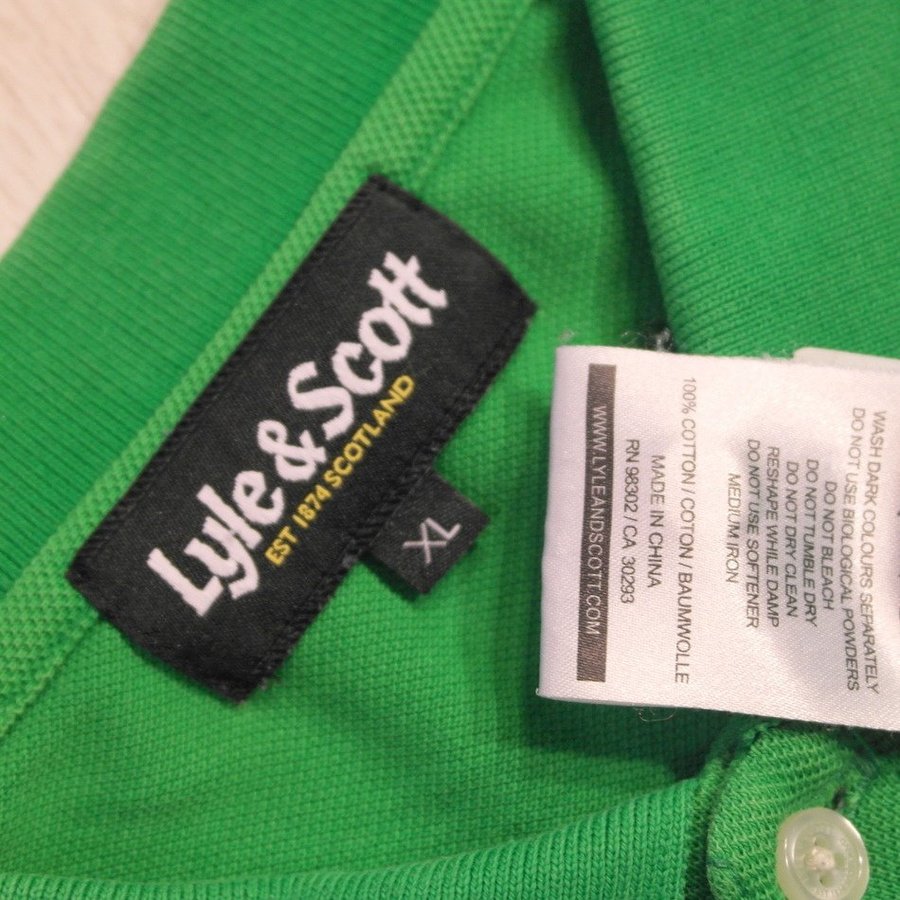 Lyle & Scott
EST 1874 SCOTLAND
XL
WASH DARK COLOURS SEPARATELY
DO NOT USE BIOLOGICAL POWDERS
DO NOT BLEACH
DO NOT TUMBLE DRY
DO NOT DRY CLEAN
RESHAPE WHILE DAMP
DO NOT USE SOFTENER
MEDIUM IRON
100% COTTON / COTON / BAUMWOLLE
MADE IN CHINA
RN 98302 / CA 30293
WWW.LYLEANDSCOTT.COM